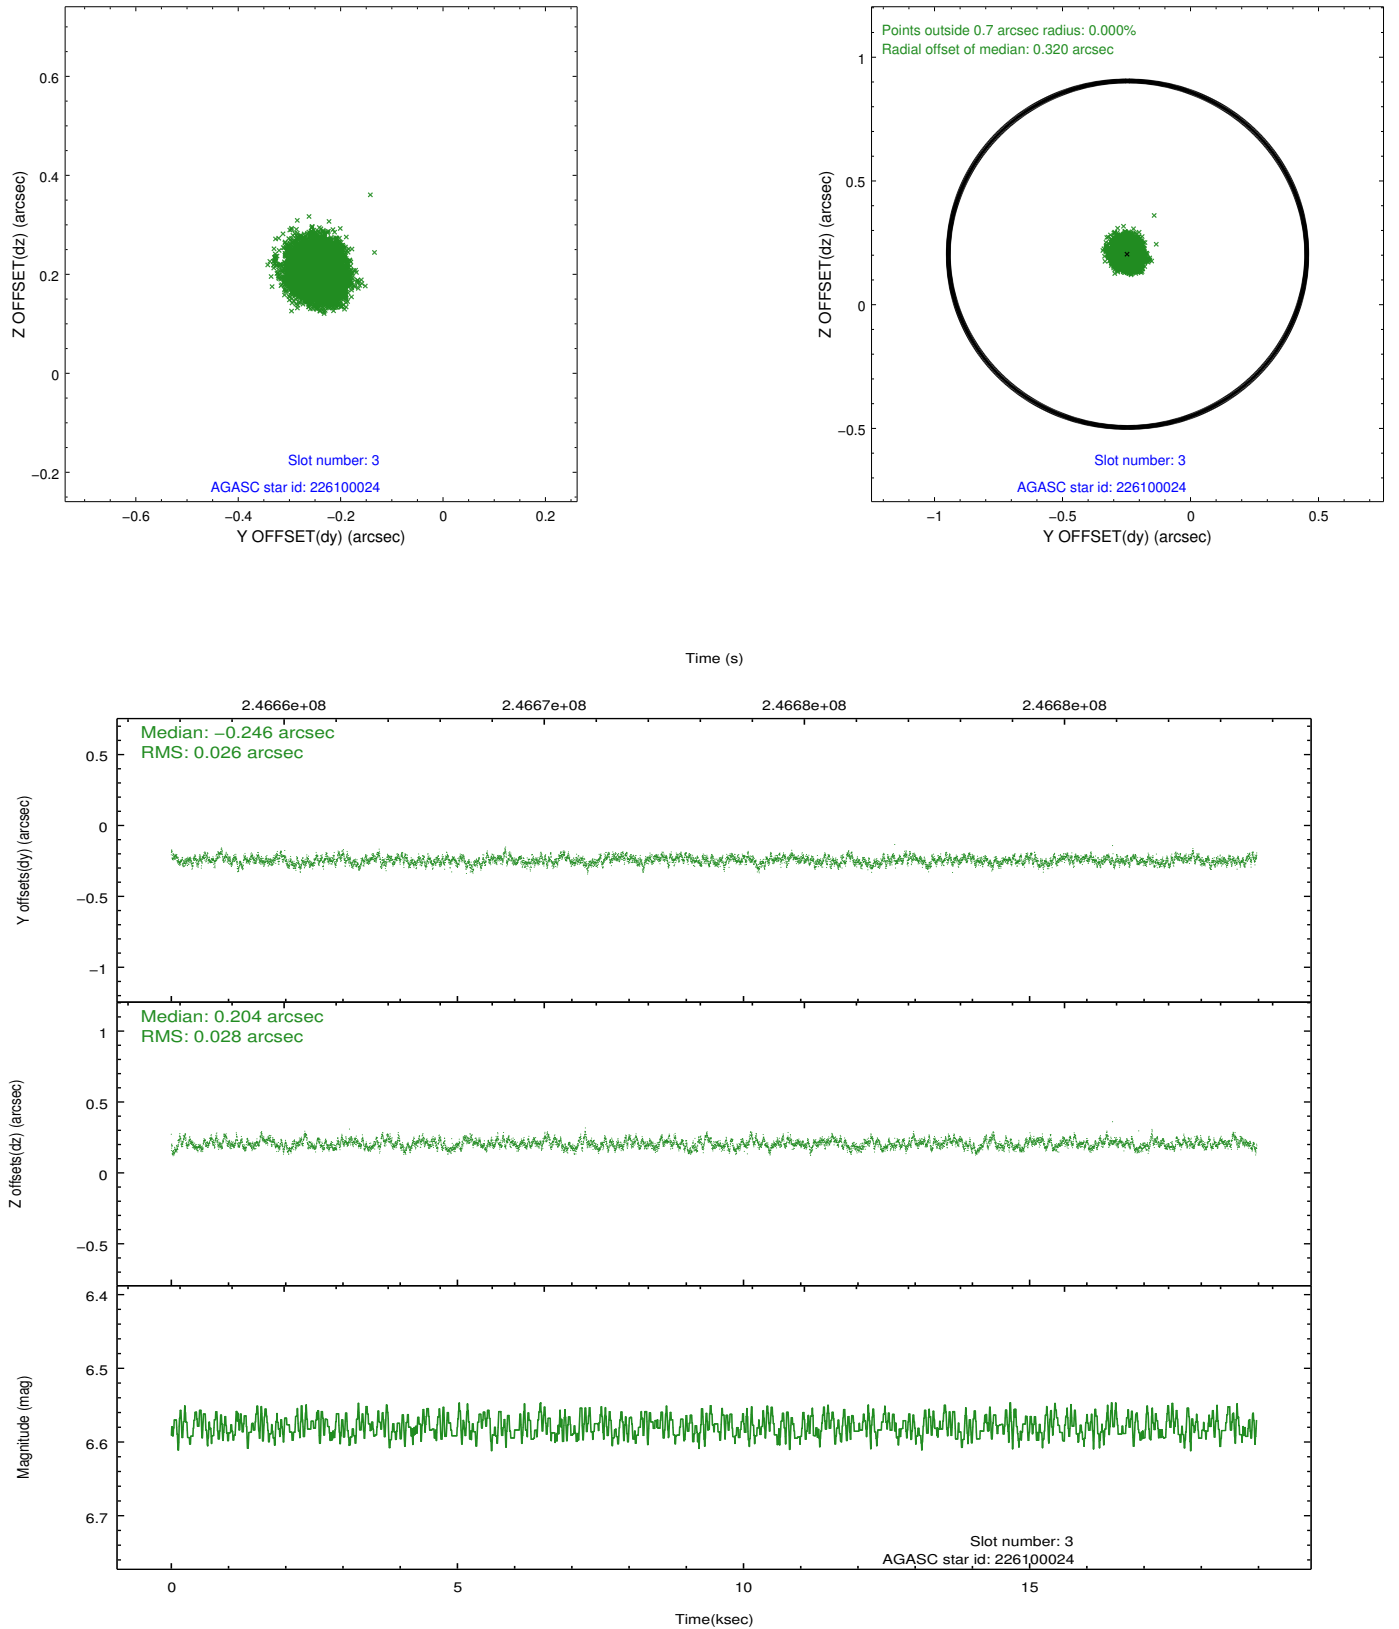 0.6
0.4
0.2
0
−0.2
Z OFFSET(dz) (arcsec)
Slot number: 3
AGASC star id: 226100024
−0.6
−0.4
−0.2
0
0.2
Y OFFSET(dy) (arcsec)
Points outside 0.7 arcsec radius: 0.000%
Radial offset of median: 0.320 arcsec
1
0.5
0
−0.5
Z OFFSET(dz) (arcsec)
Slot number: 3
AGASC star id: 226100024
−1
−0.5
0
0.5
Y OFFSET(dy) (arcsec)
Time (s)
2.4666e+08
2.4667e+08
2.4668e+08
2.4668e+08
Median: −0.246 arcsec
RMS: 0.026 arcsec
0.5
0
−0.5
−1
Y offsets(dy) (arcsec)
Median: 0.204 arcsec
RMS: 0.028 arcsec
1
0.5
0
−0.5
Z offsets(dz) (arcsec)
6.4
6.5
6.6
6.7
Magnitude (mag)
Slot number: 3
AGASC star id: 226100024
0
5
10
15
Time(ksec)